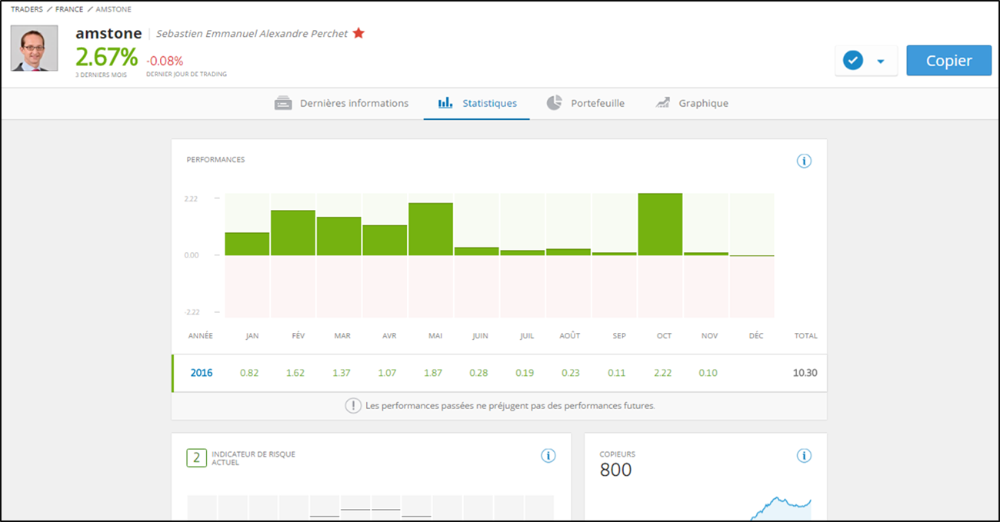 TRADERS / FRANCE / AMSTONE
amstone | Sebastien Emmanuel Alexandre Perchet
2.67% -0.08%
3 DERNIERS MOIS DERNIER JOUR DE TRADING
Copier
Dernières informations Statistiques Portefeuille Graphique
PERFORMANCES
2.22
0.00
-2.22
ANNÉE JAN FÉV MAR AVR MAI JUIN JUIL AOÛT SEP OCT NOV DÉC TOTAL
2016 0.82 1.62 1.37 1.07 1.87 0.28 0.19 0.23 0.11 2.22 0.10 10.30
Les performances passées ne préjugent pas des performances futures.
2 INDICATEUR DE RISQUE
ACTUEL
COPIEURS
800